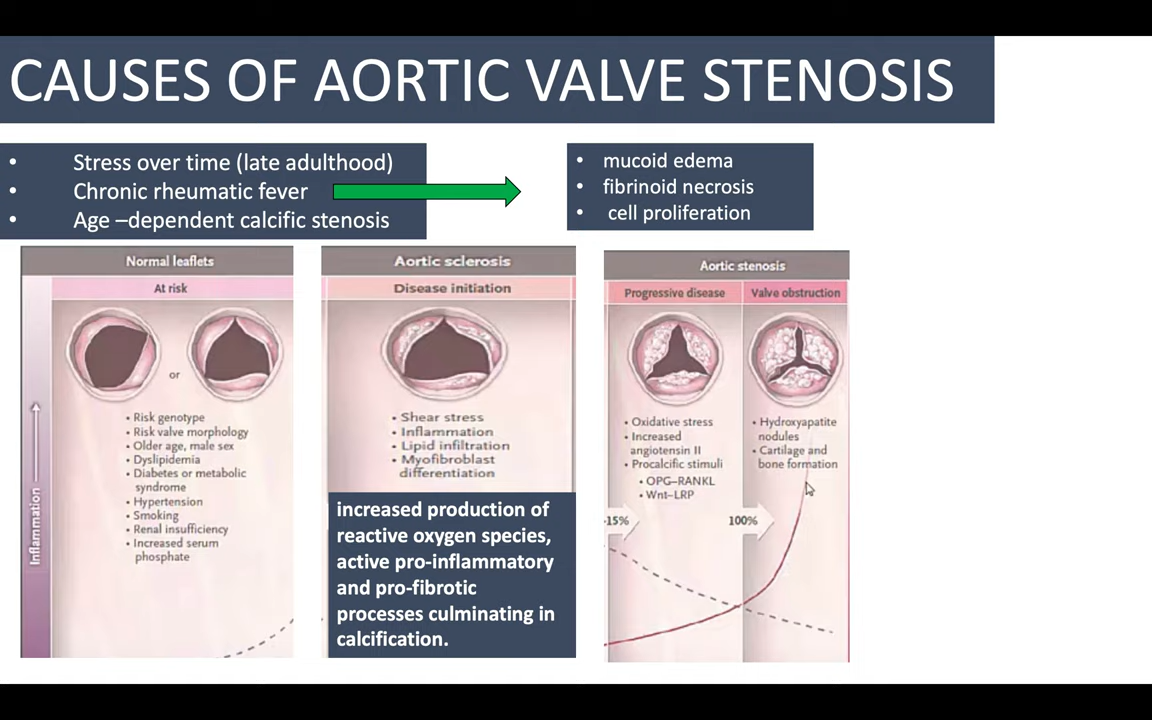 CAUSES OF AORTIC VALVE STENOSIS
• Stress over time (late adulthood)
• Chronic rheumatic fever
• Age –dependent calcific stenosis
• mucoid edema
• fibrinoid necrosis
• cell proliferation
Normal leaflets
At risk
or
• Risk genotype
• Risk valve morphology
• Older age, male sex
• Dyslipidemia
• Diabetes or metabolic
syndrome
• Hypertension
• Smoking
• Renal insufficiency
• Increased serum
phosphate
Inflammation
Aortic sclerosis
Disease initiation
• Shear stress
• Inflammation
• Lipid infiltration
• Myofibroblast
differentiation
increased production of
reactive oxygen species,
active pro-inflammatory
and pro-fibrotic
processes culminating in
calcification.
Aortic stenosis
Progressive disease
• Oxidative stress
• Increased
angiotensin II
• Procalcific stimuli
• OPG–RANKL
• Wnt–LRP
-15%
Valve obstruction
• Hydroxyapatite
nodules
• Cartilage and
bone formation
100%